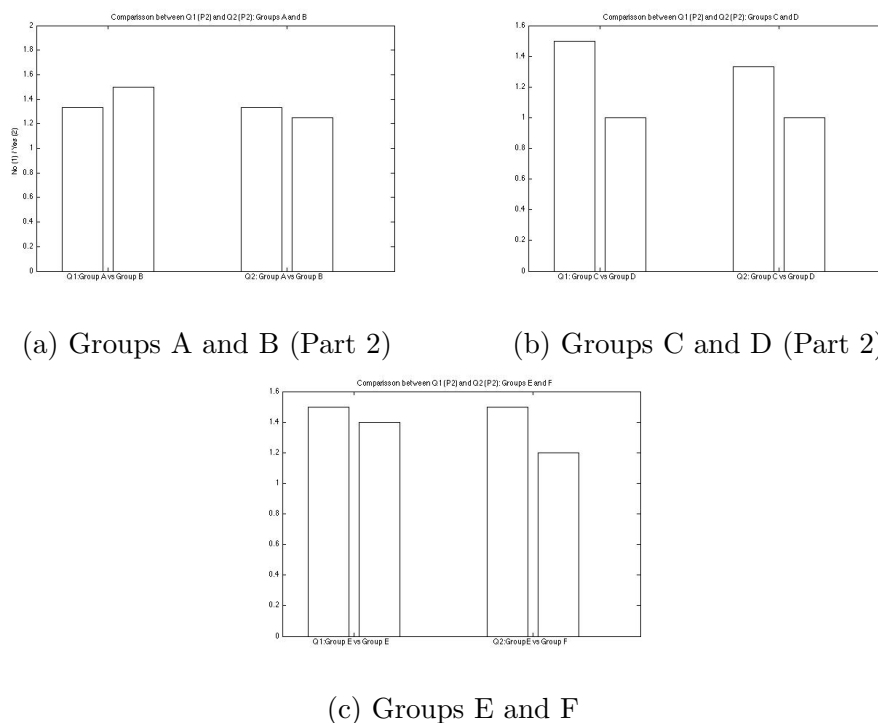 Comparisson between Q1(P2) and Q2(P2): Groups A and B
2
1.8
1.6
1.4
1.2
1
0.8
0.6
0.4
0.2
0
No (1) / Yes (2)
Q1:Group A vs Group B Q2: Group A vs Group B
(a) Groups A and B (Part 2)
Comparisson between Q1(P2) and Q2(P2): Groups C and D
1.6
1.4
1.2
1
0.8
0.6
0.4
0.2
0
Q1: Group C vs Group D Q2: Group C vs Group D
(b) Groups C and D (Part 2)
Comparisson between Q1(P2) and Q2(P2): Groups E and F
1.6
1.4
1.2
1
0.8
0.6
0.4
0.2
0
Q1:Group E vs Group E Q2:Group E vs Group F
(c) Groups E and F